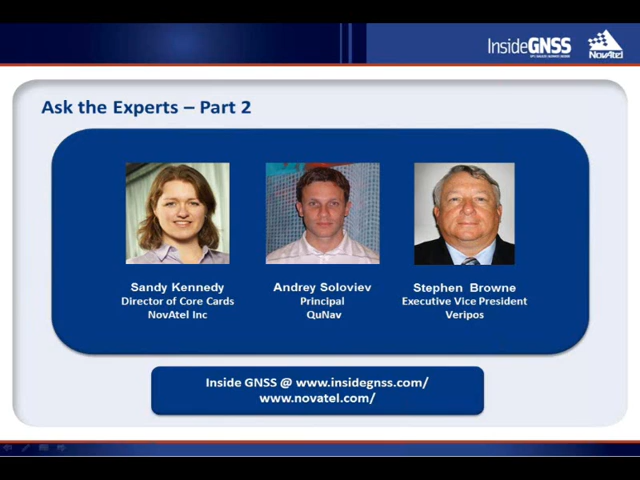 InsideGNSS
NovAtel
Ask the Experts – Part 2
Sandy Kennedy
Director of Core Cards
NovAtel Inc
Andrey Soloviev
Principal
QuNav
Stephen Browne
Executive Vice President
Veripos
Inside GNSS @ www.insidegnss.com/
www.novatel.com/